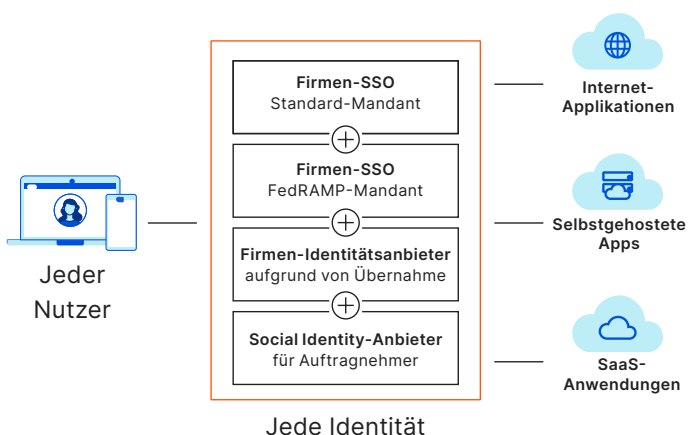 Jeder
Nutzer
Firmen-SSO
Standard-Mandant
Firmen-SSO
FedRAMP-Mandant
Firmen-Identitätsanbieter
aufgrund von Übernahme
Social Identity-Anbieter
für Auftragnehmer
Jede Identität
Internet-
Applikationen
Selbstgehostete
Apps
SaaS-
Anwendungen